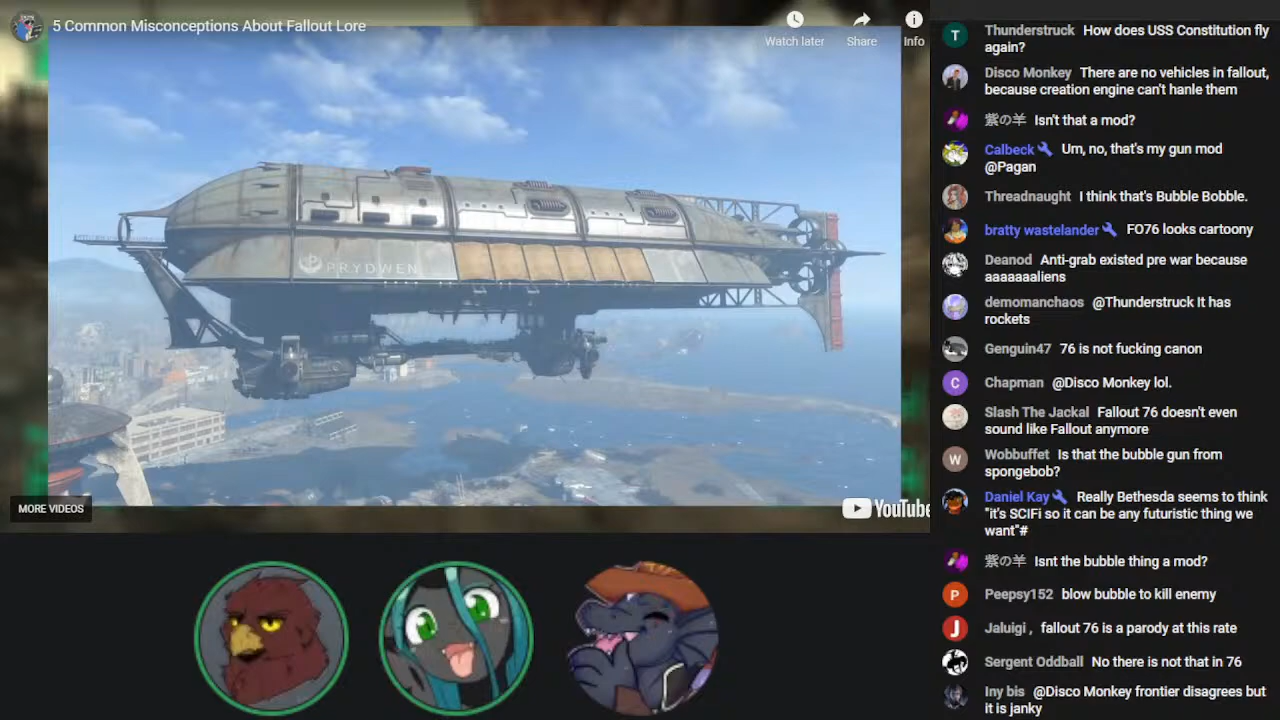 5 Common Misconceptions About Fallout Lore
Watch later
Share
Info
PRYDWEN
MORE VIDEOS
YouTube
T
Thunderstruck How does USS Constitution fly
again?
Disco Monkey There are no vehicles in fallout,
because creation engine can't hanle them
紫の羊 Isn't that a mod?
Calbeck Um, no, that's my gun mod
@Pagan
Threadnaught I think that's Bubble Bobble.
bratty wastelander FO76 looks cartoony
Deanod Anti-grab existed pre war because
aaaaaaliens
demomanchaos @Thunderstruck It has
rockets
Genguin47 76 is not fucking canon
C
Chapman @Disco Monkey lol.
Slash The Jackal Fallout 76 doesn't even
sound like Fallout anymore
W
Wobbuffet Is that the bubble gun from
spongebob?
Daniel Kay Really Bethesda seems to think
"it's SCIFi so it can be any futuristic thing we
want"#
紫の羊 Isnt the bubble thing a mod?
P
Peepsy152 blow bubble to kill enemy
J
Jaluigi , fallout 76 is a parody at this rate
Sergent Oddball No there is not that in 76
Iny bis @Disco Monkey frontier disagrees but
it is janky